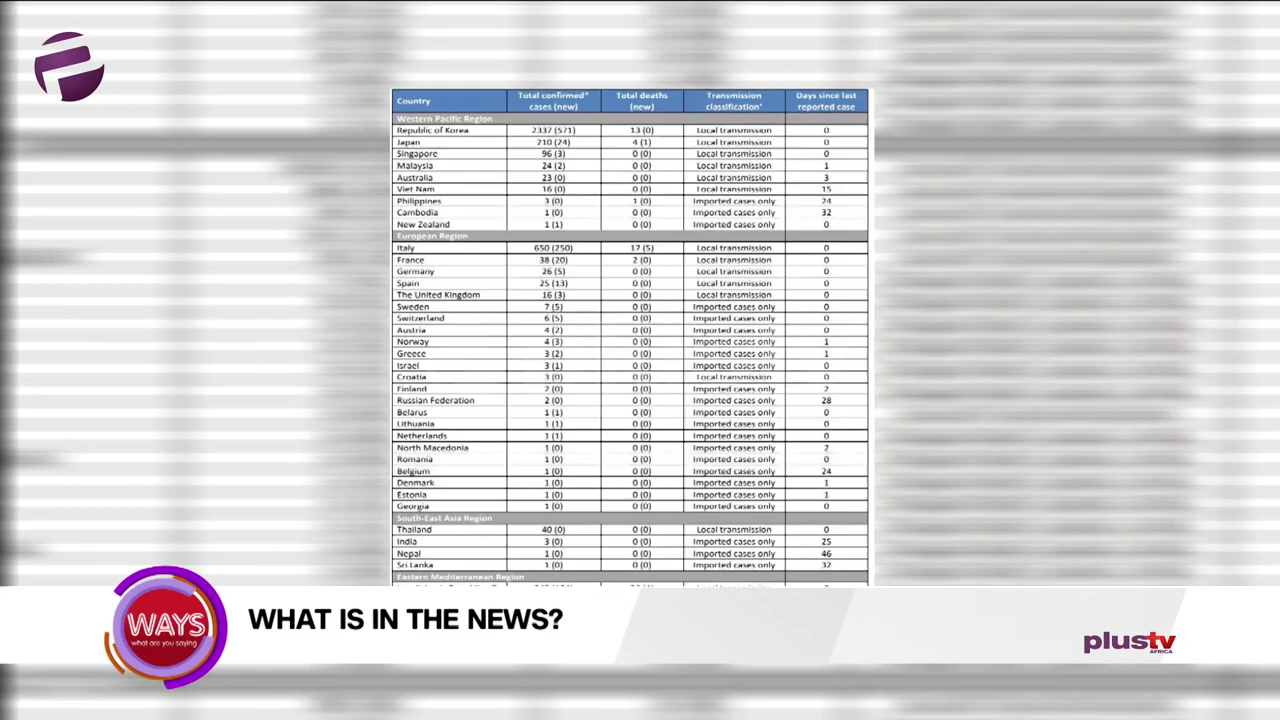 Country Total confirmed* cases (new) Total deaths (new) Transmission classification† Days since last reported case
Western Pacific Region
Republic of Korea 2337 (571) 13 (0) Local transmission 0
Japan 210 (24) 4 (1) Local transmission 0
Singapore 96 (3) 0 (0) Local transmission 0
Malaysia 24 (2) 0 (0) Local transmission 1
Australia 23 (0) 0 (0) Local transmission 3
Viet Nam 16 (0) 0 (0) Local transmission 15
Philippines 3 (0) 1 (0) Imported cases only 24
Cambodia 1 (0) 0 (0) Imported cases only 32
New Zealand 1 (1) 0 (0) Imported cases only 0
European Region
Italy 650 (250) 17 (5) Local transmission 0
France 38 (20) 2 (0) Local transmission 0
Germany 26 (5) 0 (0) Local transmission 0
Spain 25 (13) 0 (0) Local transmission 0
The United Kingdom 16 (3) 0 (0) Local transmission 0
Sweden 7 (5) 0 (0) Imported cases only 0
Switzerland 6 (5) 0 (0) Imported cases only 0
Austria 4 (2) 0 (0) Imported cases only 0
Norway 4 (3) 0 (0) Imported cases only 1
Greece 3 (2) 0 (0) Imported cases only 1
Israel 3 (1) 0 (0) Imported cases only 0
Croatia 3 (0) 0 (0) Local transmission 0
Finland 2 (0) 0 (0) Imported cases only 2
Russian Federation 2 (0) 0 (0) Imported cases only 28
Belarus 1 (1) 0 (0) Imported cases only 0
Lithuania 1 (1) 0 (0) Imported cases only 0
Netherlands 1 (1) 0 (0) Imported cases only 0
North Macedonia 1 (0) 0 (0) Imported cases only 2
Romania 1 (0) 0 (0) Imported cases only 0
Belgium 1 (0) 0 (0) Imported cases only 24
Denmark 1 (0) 0 (0) Imported cases only 1
Estonia 1 (0) 0 (0) Imported cases only 1
Georgia 1 (0) 0 (0) Imported cases only 0
South-East Asia Region
Thailand 40 (0) 0 (0) Local transmission 0
India 3 (0) 0 (0) Imported cases only 25
Nepal 1 (0) 0 (0) Imported cases only 46
Sri Lanka 1 (0) 0 (0) Imported cases only 32
Eastern Mediterranean Region
WAYS
what are you saying
WHAT IS IN THE NEWS?
plustv
AFRICA